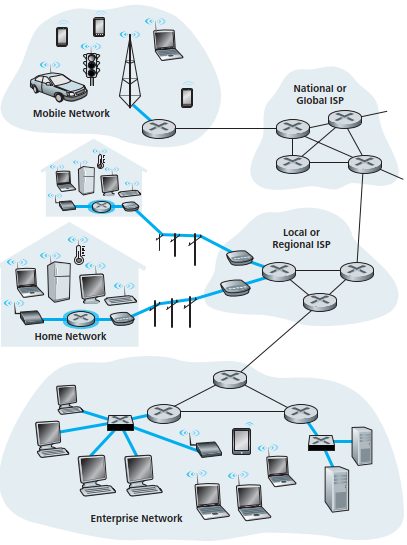 Mobile Network
National or
Global ISP
Local or
Regional ISP
Home Network
Enterprise Network